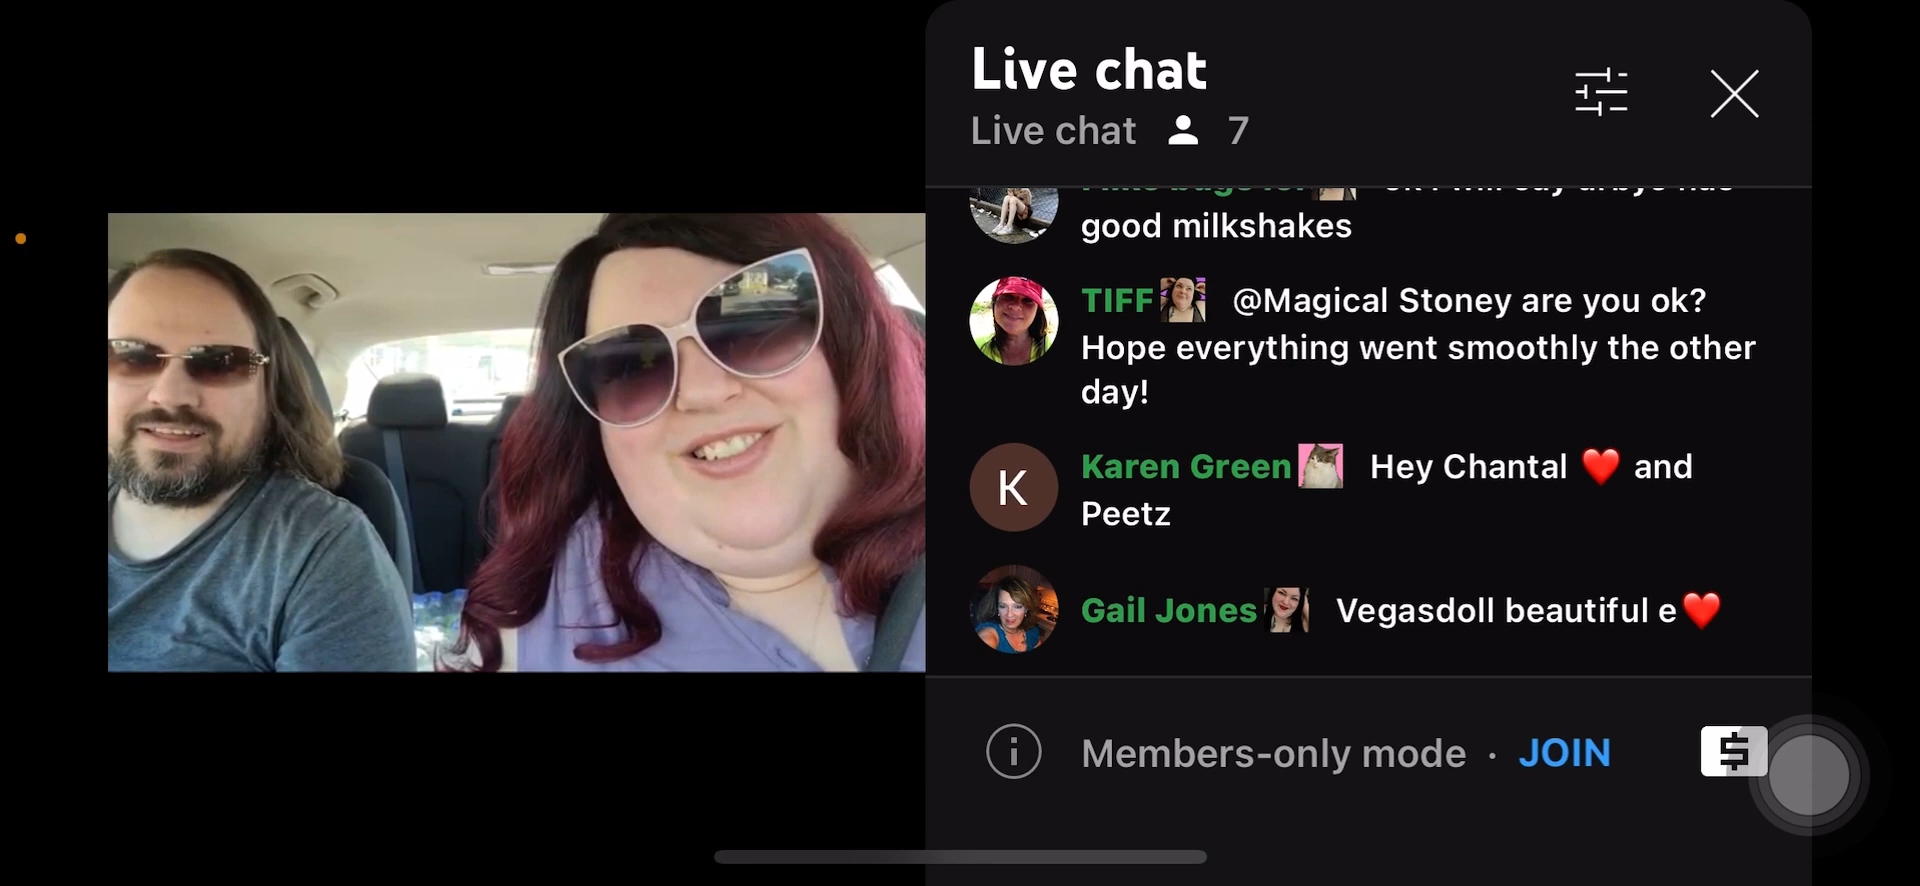 Live chat
Live chat 7
good milkshakes
TIFF @Magical Stoney are you ok?
Hope everything went smoothly the other
day!
K
Karen Green Hey Chantal ❤️ and
Peetz
Gail Jones Vegasdoll beautiful e❤️
Members-only mode · JOIN
$